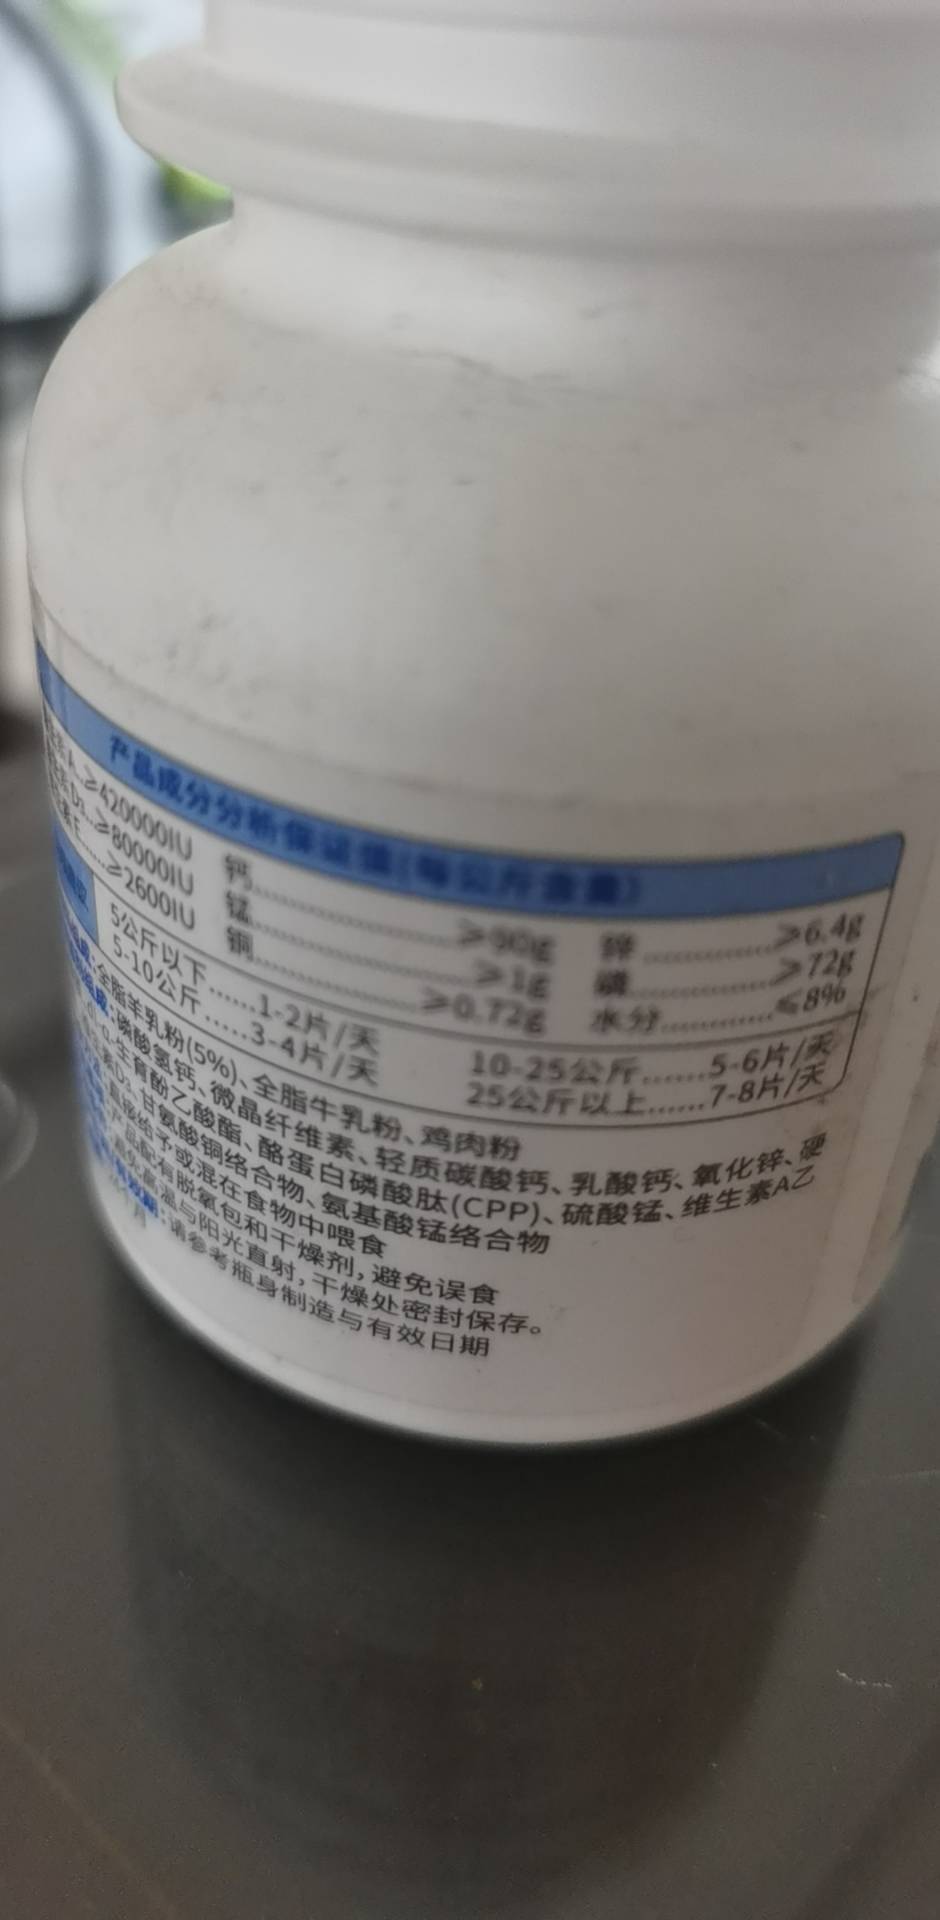 产品成分分析保证值(每公斤含量)
A..≥420000IU 钙......≥90g 锌......≥6.4g
D3...≥80000IU 锰......≥1g 磷......≥72g
E......≥2600IU 铜......≥0.72g 水分......≤8%
5公斤以下......1-2片/天 10-25公斤......5-6片/天
5-10公斤......3-4片/天 25公斤以上......7-8片/天
:全脂羊乳粉(5%)、全脂牛乳粉、鸡肉粉
:磷酸氢钙、微晶纤维素、轻质碳酸钙、乳酸钙、氧化锌、硬
-生育酚乙酸酯、酪蛋白磷酸肽(CPP)、硫酸锰、维生素A乙
D3、甘氨酸铜络合物、氨基酸锰络合物
直接给予或混在食物中喂食
产品配有脱氧包和干燥剂,避免误食
高温与阳光直射,干燥处密封保存。
:请参考瓶身制造与有效日期
月